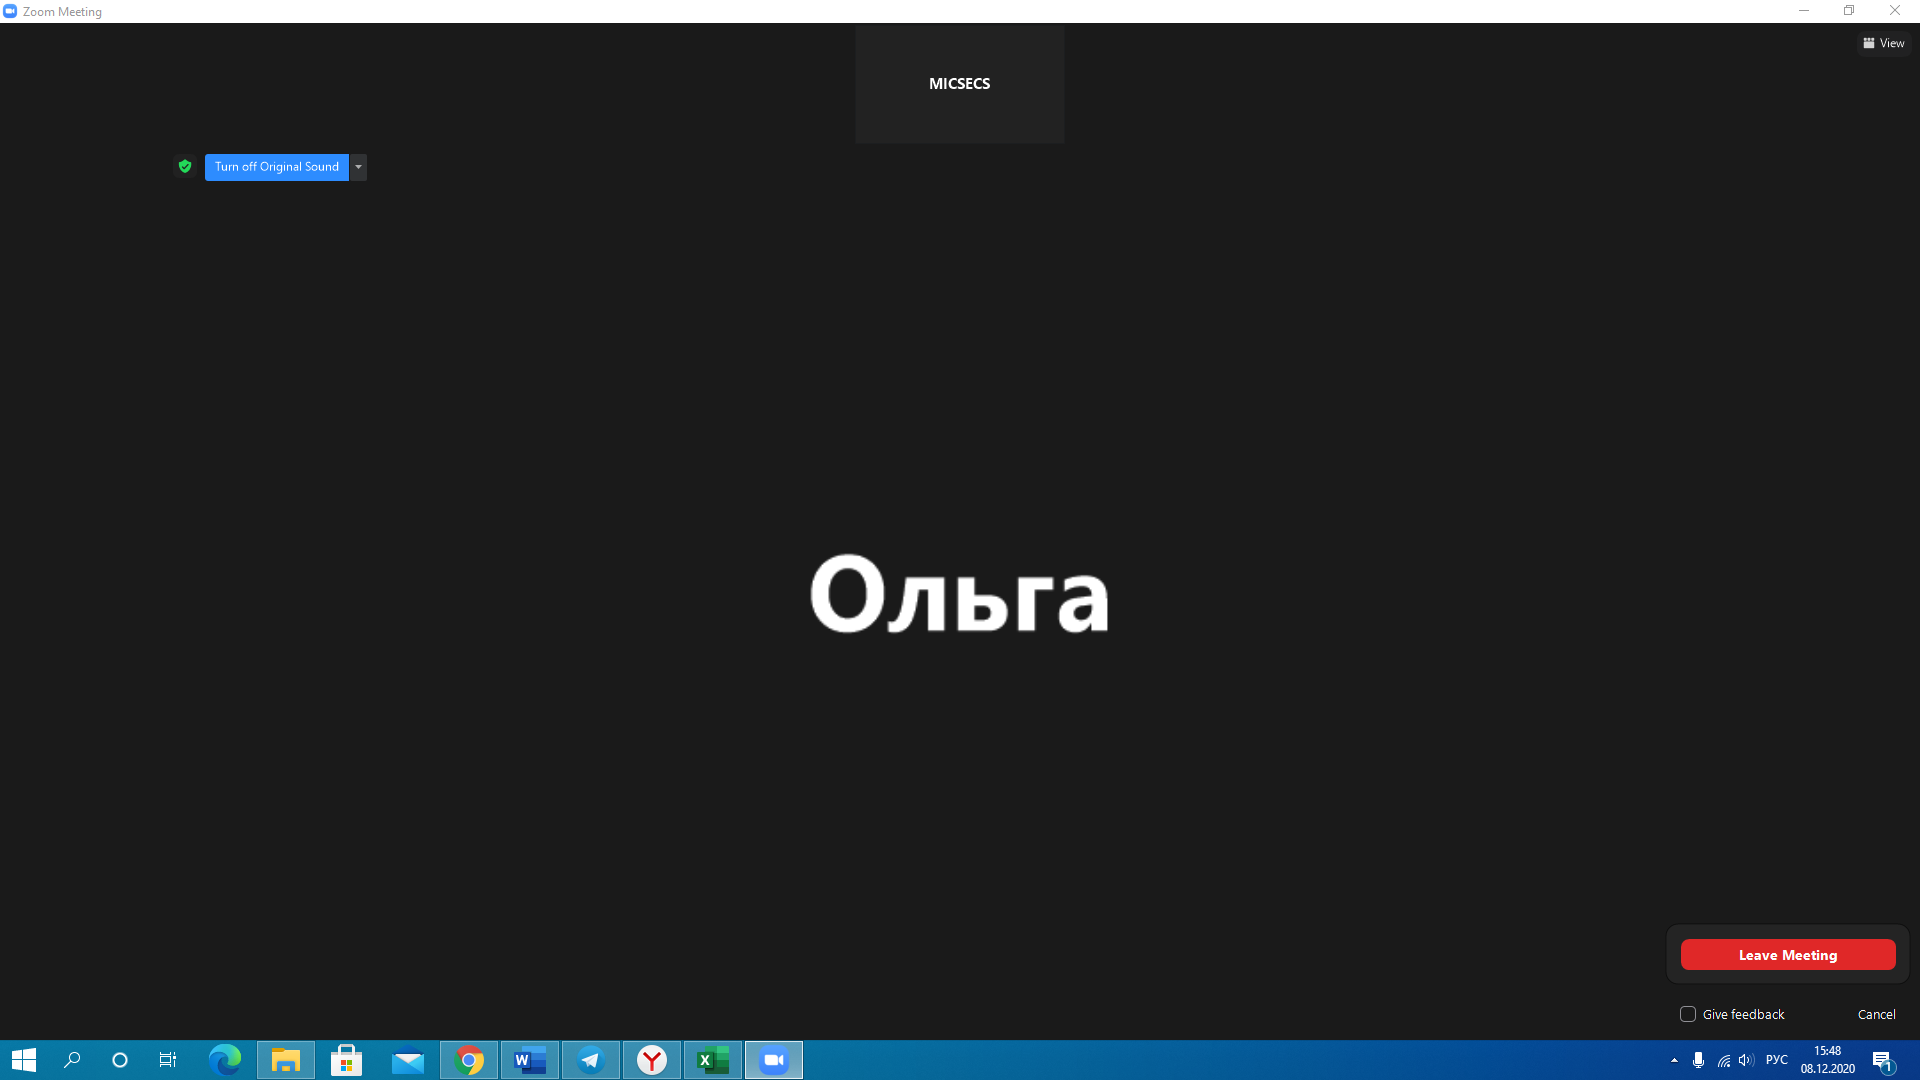 Zoom Meeting
View
MICSECS
Turn off Original Sound
Ольга
Leave Meeting
Give feedback
Cancel
РУС
15:48
08.12.2020
1